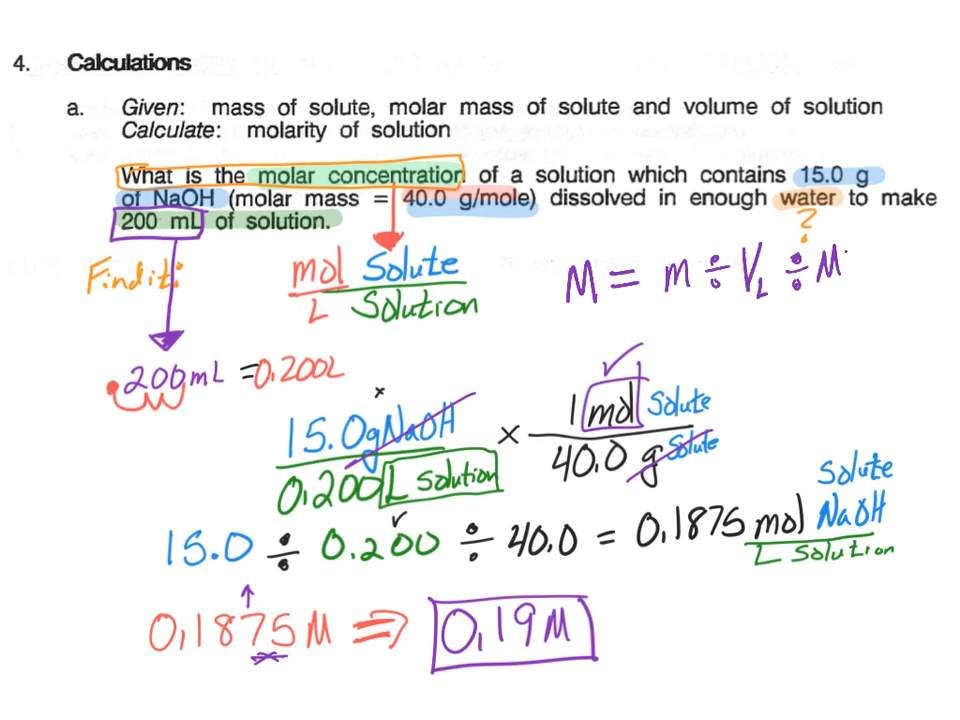 4. Calculations
a. Given: mass of solute, molar mass of solute and volume of solution
Calculate: molarity of solution
What is the molar concentration of a solution which contains 15.0 g
of NaOH (molar mass = 40.0 g/mole) dissolved in enough water to make
200 mL of solution.
?
Find it:
mol Solute
L Solution
M = m ÷ V_L ÷ M
200mL = 0.200L
15.0g NaOH × 1 mol Solute
0.200 L solution 40.0 g Solute
15.0 ÷ 0.200 ÷ 40.0 = 0.1875 mol NaOH Solute
L Solution
0.1875 M ⇒ 0.19 M